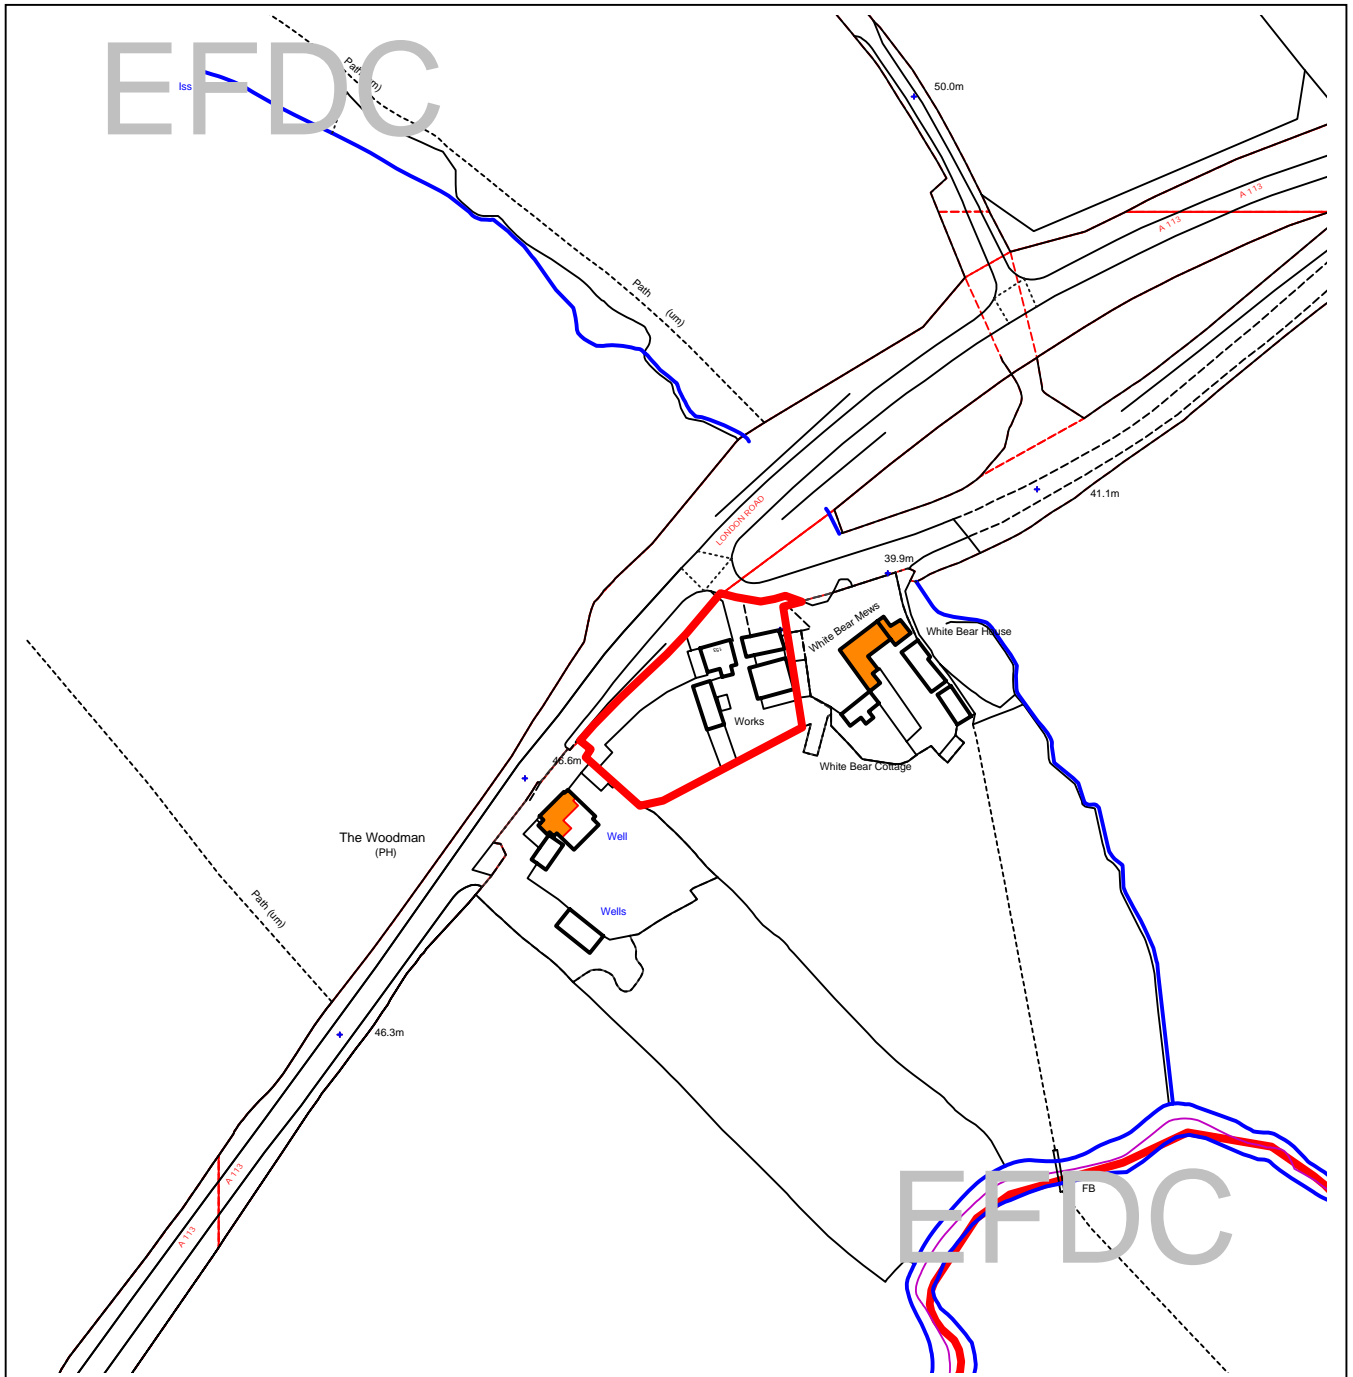 EFDC
Iss
Path (um)
50.0m
A 113
A 113
Path (um)
41.1m
LONDON ROAD
39.9m
White Bear Mews
White Bear House
153
Works
46.6m
White Bear Cottage
The Woodman
(PH)
Well
Path (um)
Wells
46.3m
A 113
A 113
EFDC
FB